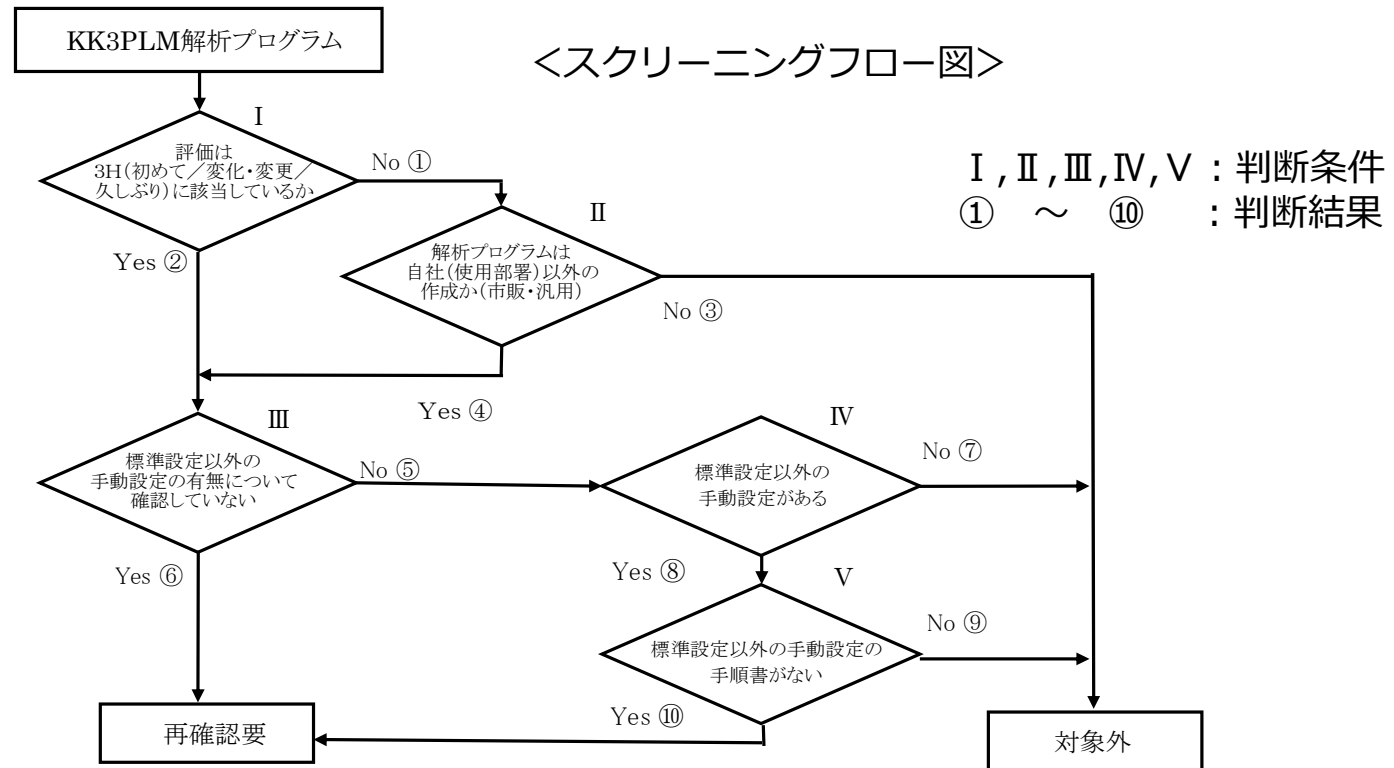 KK3PLM解析プログラム
<スクリーニングフロー図>
Ⅰ
評価は
3H(初めて／変化・変更／
久しぶり)に該当しているか
No ①
Ⅰ,Ⅱ,Ⅲ,Ⅳ,Ⅴ：判断条件
①　～　⑩　：判断結果
Ⅱ
解析プログラムは
自社(使用部署)以外の
作成か(市販・汎用)
Yes ②
No ③
Yes ④
Ⅲ
標準設定以外の
手動設定の有無について
確認していない
No ⑤
Ⅳ
標準設定以外の
手動設定がある
No ⑦
Yes ⑥
Yes ⑧
Ⅴ
標準設定以外の手動設定の
手順書がない
No ⑨
Yes ⑩
再確認要
対象外